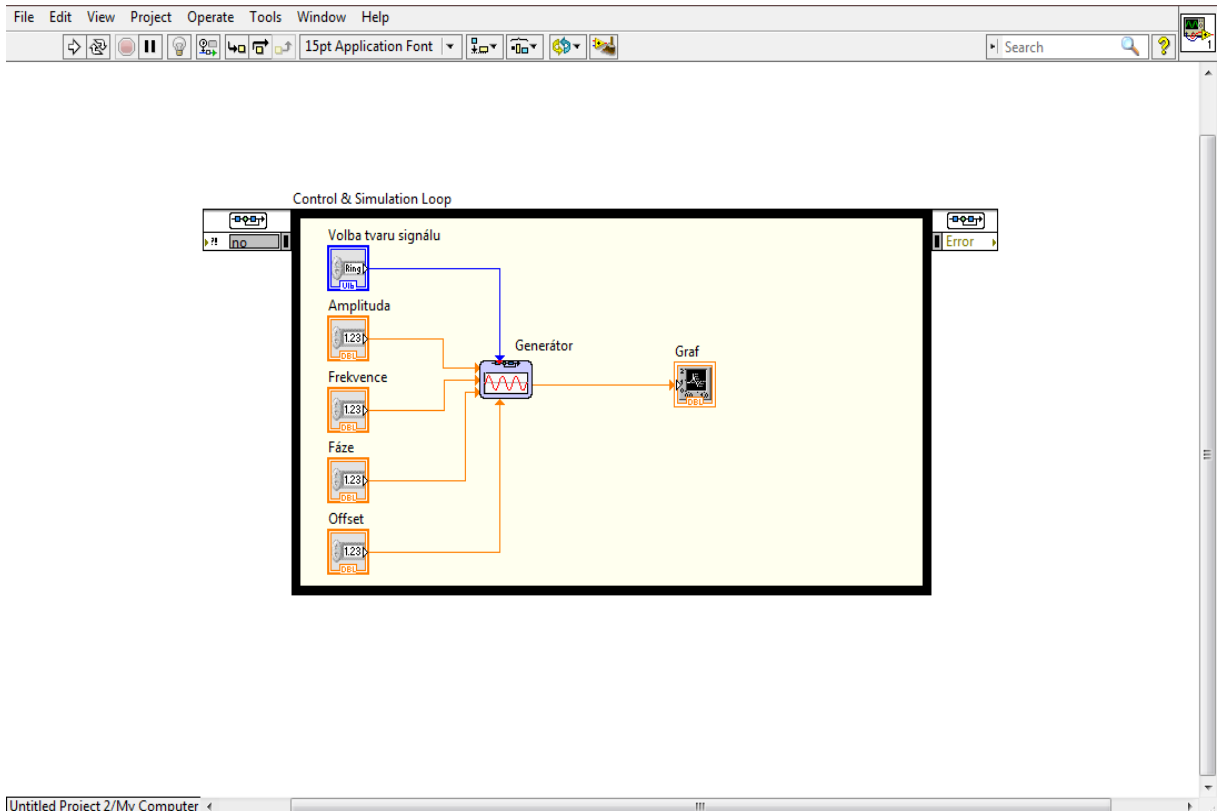 File Edit View Project Operate Tools Window Help
15pt Application Font
Search
1
Control & Simulation Loop
?! no
Error
Volba tvaru signálu
Ring
U16
Amplituda
1.23
DBL
Generátor
Graf
DBL
Frekvence
1.23
DBL
Fáze
1.23
DBL
Offset
1.23
DBL
Untitled Project 2/My Computer